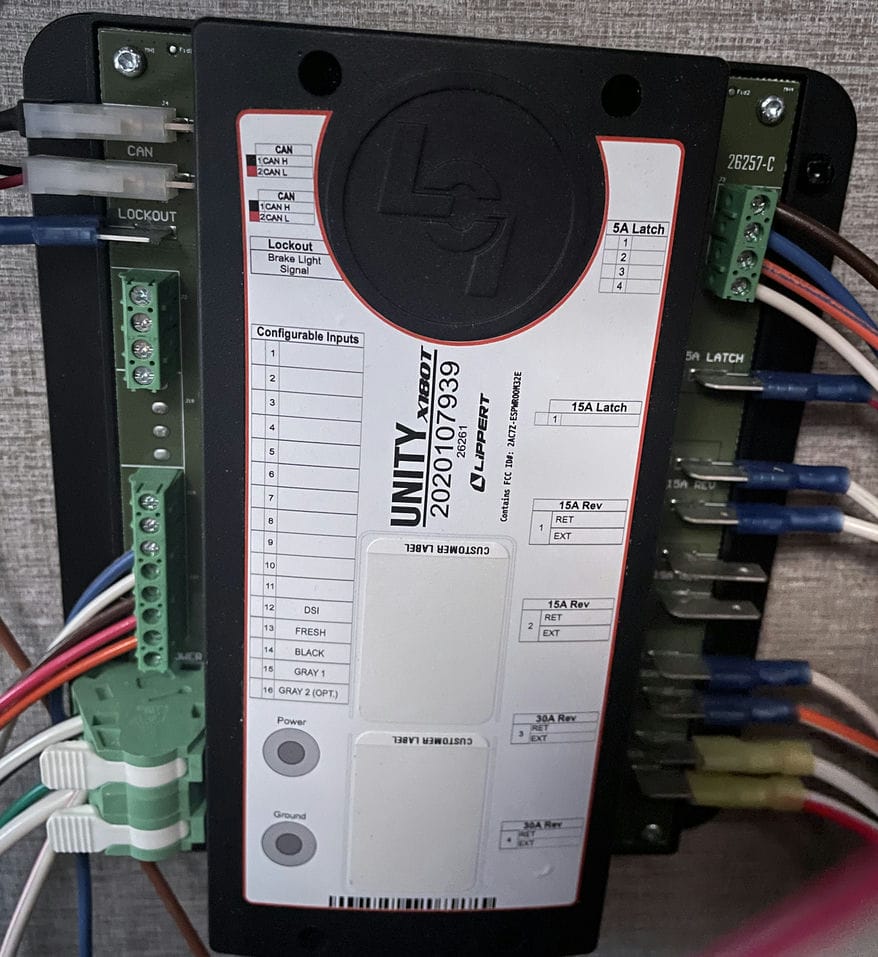 CAN
LOCKOUT
CAN
1 CAN H
2 CAN L
CAN
1 CAN H
2 CAN L
Lockout
Brake Light
Signal
Configurable Inputs
1
2
3
4
5
6
7
8
9
10
11
12 DSI
13 FRESH
14 BLACK
15 GRAY 1
16 GRAY 2 (OPT.)
Power
Ground
UNITY X180T
2020107939
26261
LIPPERT
Contains FCC ID#: 2AC7Z-ESPWROOM32E
CUSTOMER LABEL
CUSTOMER LABEL
5A Latch
1
2
3
4
15A Latch
1
15A Rev
1 RET
EXT
15A Rev
2 RET
EXT
30A Rev
3 RET
EXT
30A Rev
4 RET
EXT
Fid2
26257-C
5A LATCH
15A REV